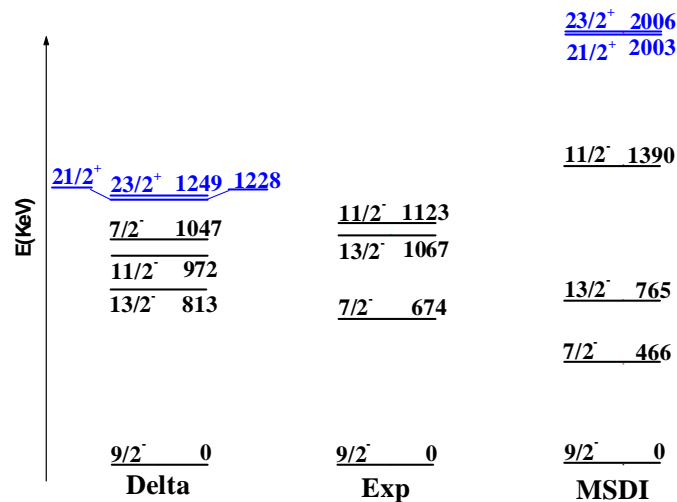 23/2⁺ 2006
21/2⁺ 2003
11/2⁻ 1390
21/2⁺ 23/2⁺ 1249 1228
11/2⁻ 1123
7/2⁻ 1047
13/2⁻ 1067
11/2⁻ 972
13/2⁻ 765
13/2⁻ 813
7/2⁻ 674
7/2⁻ 466
9/2⁻ 0
9/2⁻ 0
9/2⁻ 0
Delta
Exp
MSDI
E(KeV)